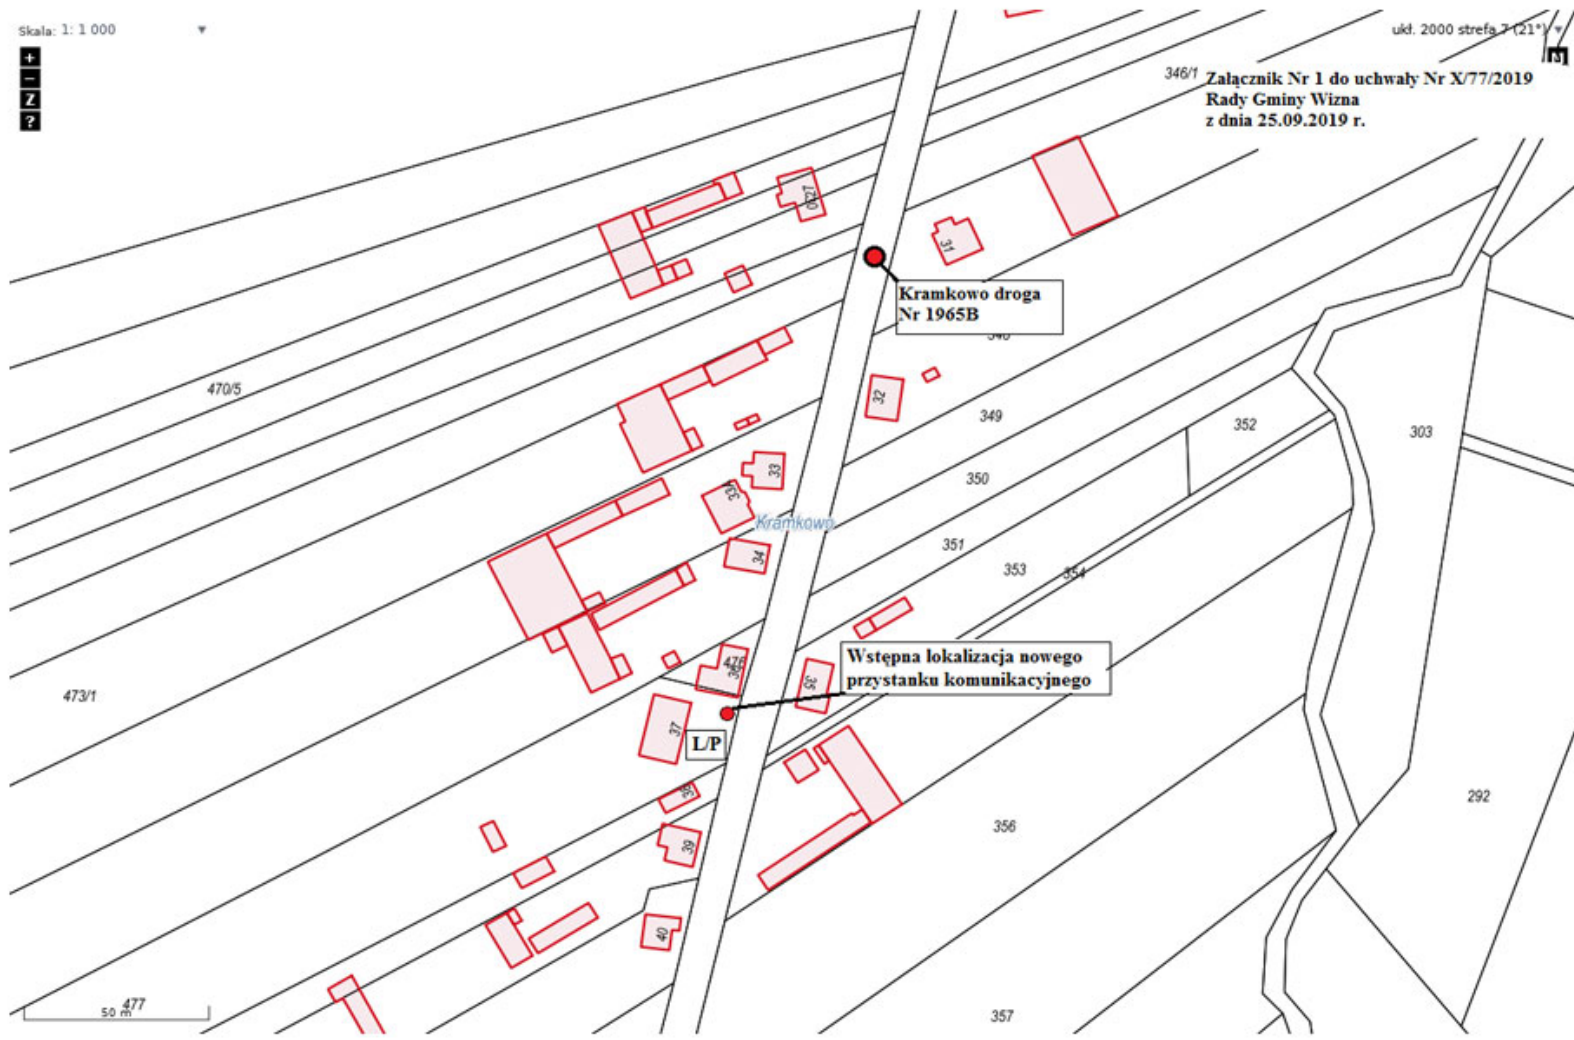 Skala: 1: 1 000
ukł. 2000 strefa 7 (21°)
+
−
Z
?
346/1
Załącznik Nr 1 do uchwały Nr X/77/2019
Rady Gminy Wizna
z dnia 25.09.2019 r.
31
Kramkowo droga
Nr 1965B
470/5
32
349
352
303
33
350
33A
Kramkowo
351
34
353
354
Wstępna lokalizacja nowego
przystanku komunikacyjnego
36
35
473/1
37
L/P
38
292
356
39
40
477
50 m
357